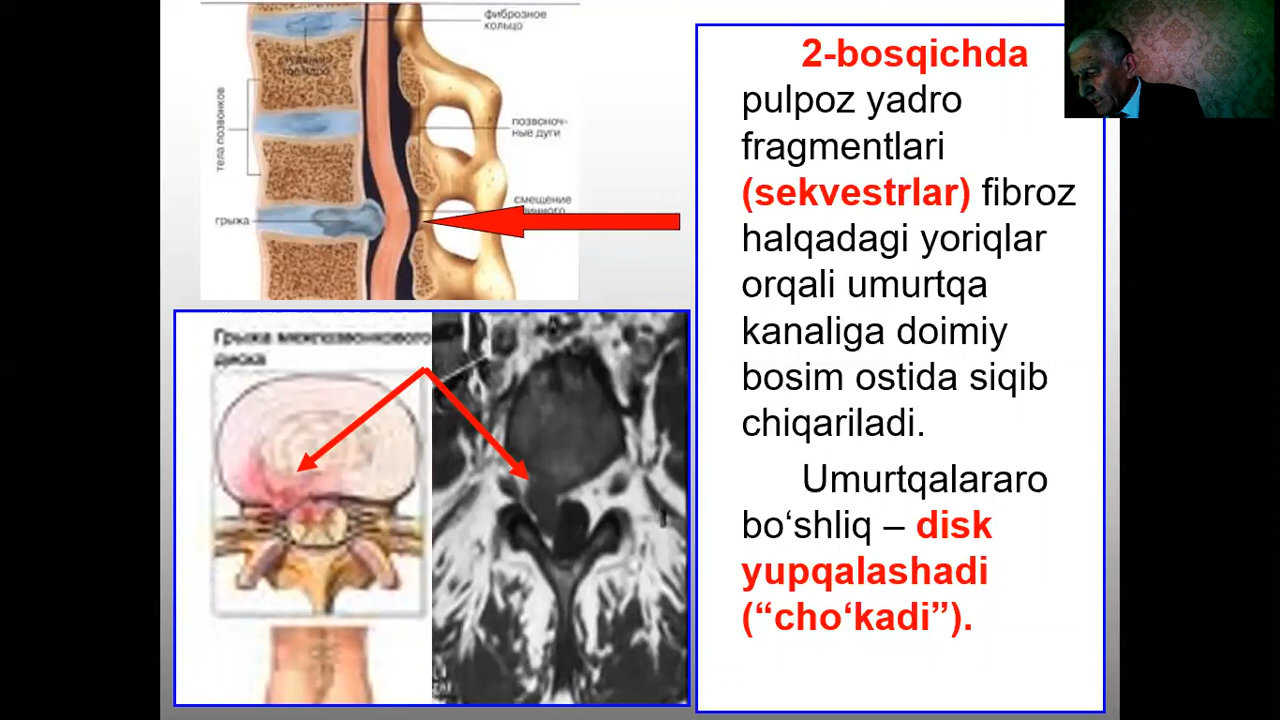 фиброзное
кольцо
тела позвонков
позвоноч-
ные дуги
смещение
грыжа
Грыжа межпозвонкового
диска
2-bosqichda
pulpoz yadro
fragmentlari
(sekvestrlar) fibroz
halqadagi yoriqlar
orqali umurtqa
kanaliga doimiy
bosim ostida siqib
chiqariladi.
Umurtqalararo
bo‘shliq – disk
yupqalashadi
(“cho‘kadi”).